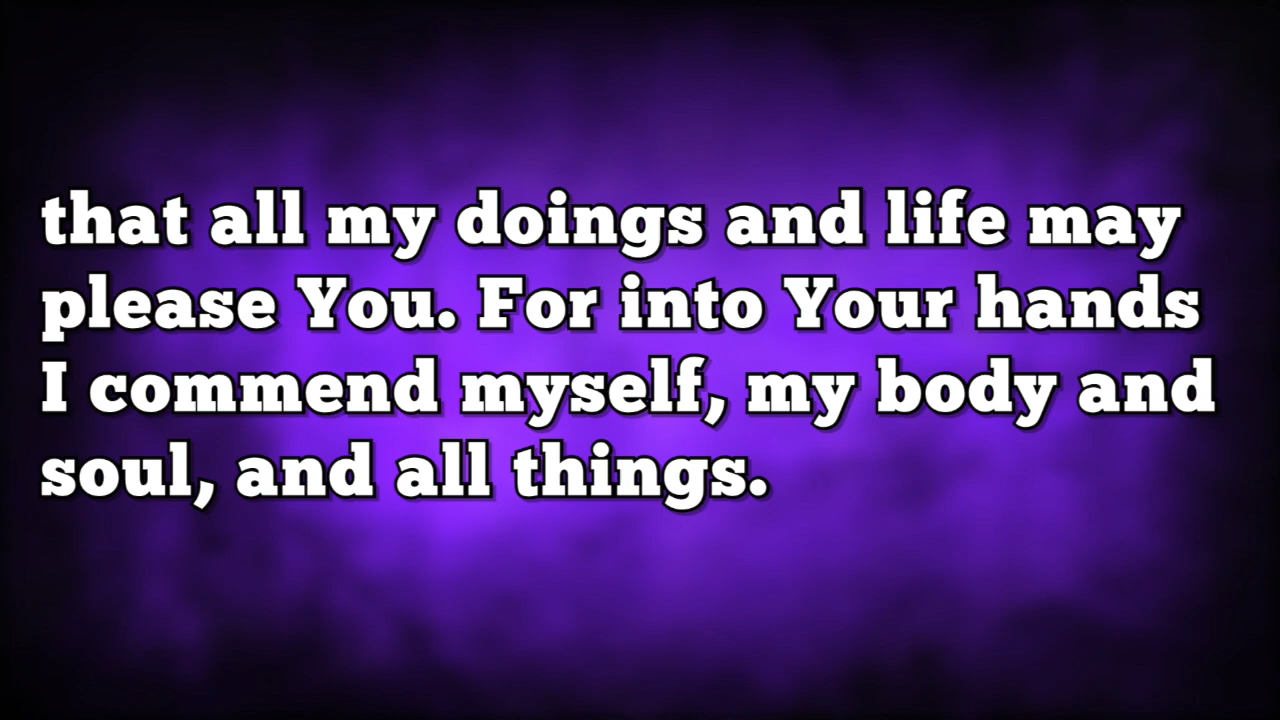 that all my doings and life may
please You. For into Your hands
I commend myself, my body and
soul, and all things.